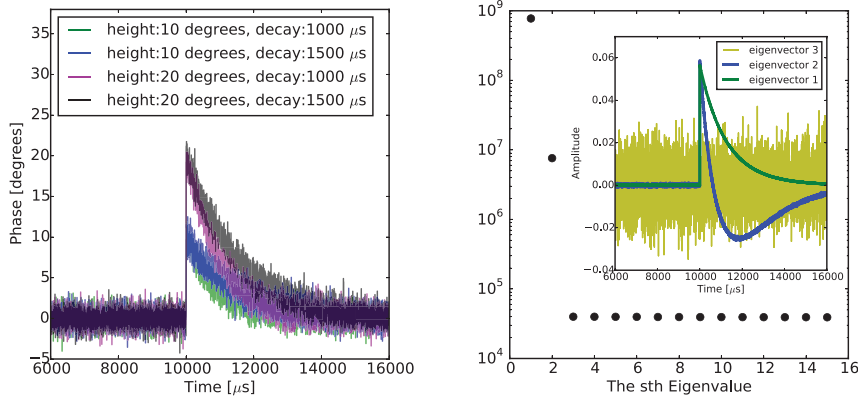 height:10 degrees, decay:1000 μs
height:10 degrees, decay:1500 μs
height:20 degrees, decay:1000 μs
height:20 degrees, decay:1500 μs
Phase [degrees]
35
30
25
20
15
10
5
0
−5
6000 8000 10000 12000 14000 16000
Time [μs]
10⁹
10⁸
10⁷
10⁶
10⁵
10⁴
0 2 4 6 8 10 12 14 16
The sth Eigenvalue
eigenvector 3
eigenvector 2
eigenvector 1
Amplitude
0.06
0.04
0.02
0.00
−0.02
−0.04
6000 8000 10000 12000 14000 16000
Time [μs]